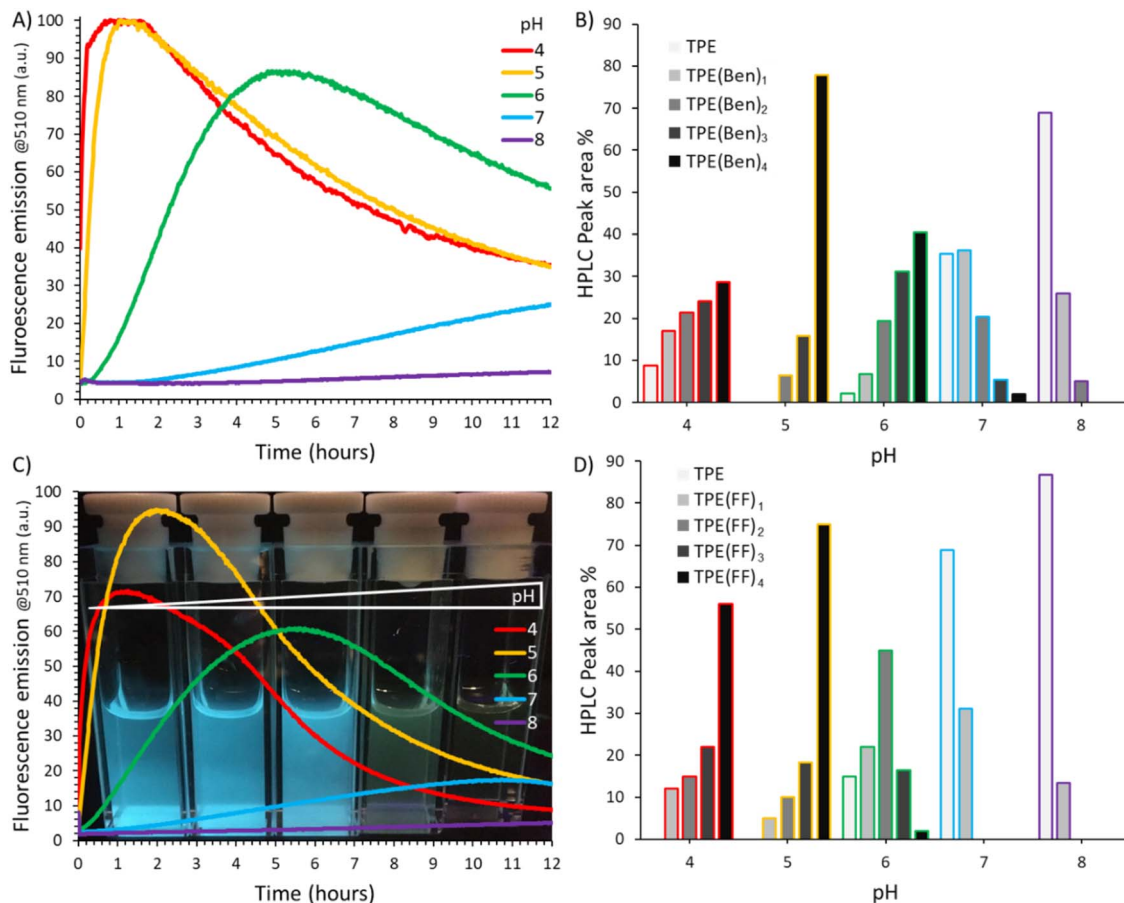 A)
Fluroescence emission @510 nm (a.u.)
100
90
80
70
60
50
40
30
20
10
0
pH
4
5
6
7
8
0 1 2 3 4 5 6 7 8 9 10 11 12
Time (hours)
B)
HPLC Peak area %
90
80
70
60
50
40
30
20
10
0
TPE
TPE(Ben)1
TPE(Ben)2
TPE(Ben)3
TPE(Ben)4
4 5 6 7 8
pH
C)
Fluorescence emission @510 nm (a.u.)
100
90
80
70
60
50
40
30
20
10
0
pH
4
5
6
7
8
0 1 2 3 4 5 6 7 8 9 10 11 12
Time (hours)
D)
HPLC Peak area %
90
80
70
60
50
40
30
20
10
0
TPE
TPE(FF)1
TPE(FF)2
TPE(FF)3
TPE(FF)4
4 5 6 7 8
pH